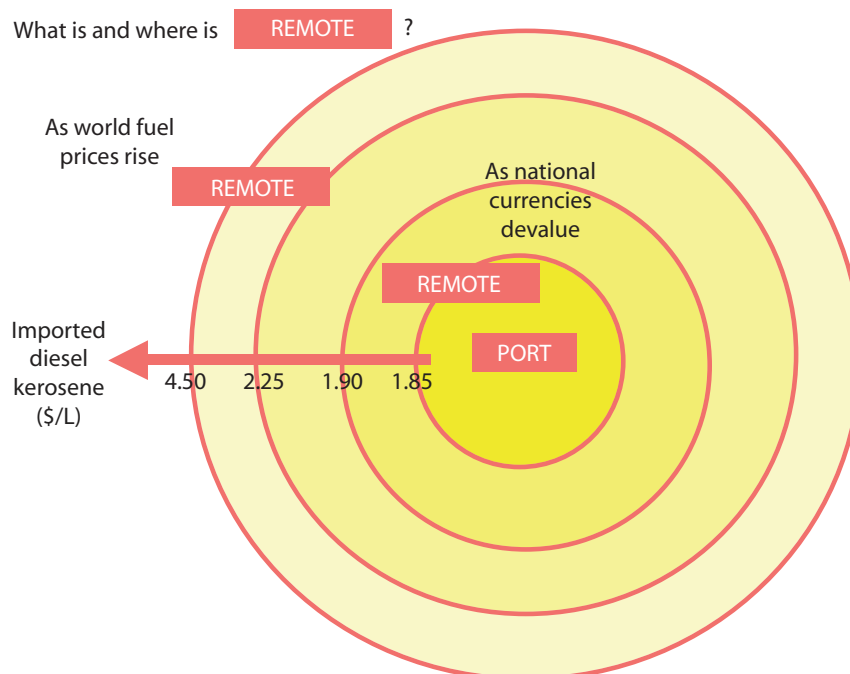 What is and where is REMOTE ?
As world fuel
prices rise
REMOTE
As national
currencies
devalue
REMOTE
PORT
Imported
diesel
kerosene
($/L)
4.50 2.25 1.90 1.85